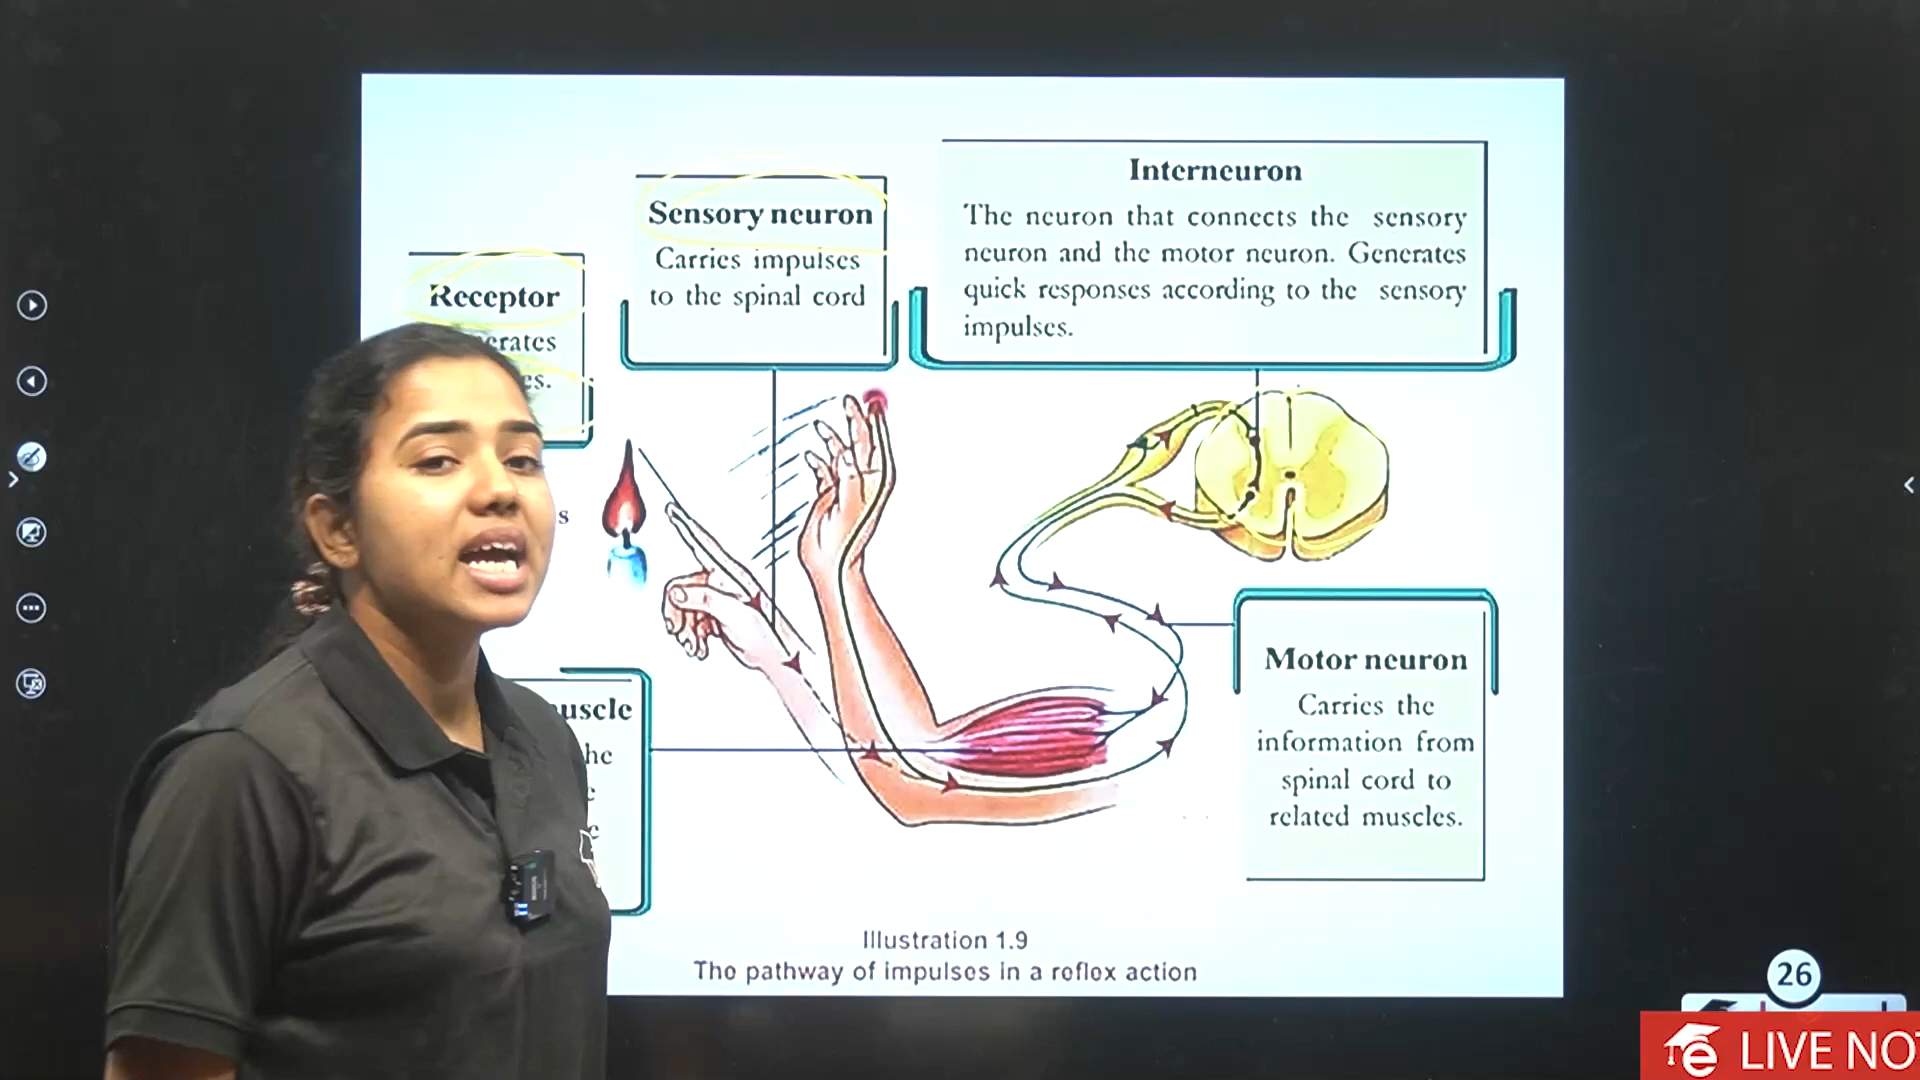 Interneuron
The neuron that connects the sensory
neuron and the motor neuron. Generates
quick responses according to the sensory
impulses.
Sensory neuron
Carries impulses
to the spinal cord
Receptor
Motor neuron
Carries the
information from
spinal cord to
related muscles.
Illustration 1.9
The pathway of impulses in a reflex action
26
LIVE